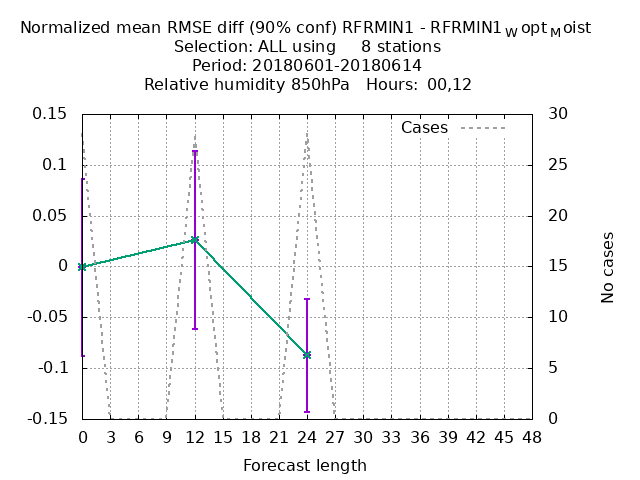 Normalized mean RMSE diff (90% conf) RFRMIN1 - RFRMIN1WoptMoist
Selection: ALL using 8 stations
Period: 20180601-20180614
Relative humidity 850hPa Hours: 00,12
Cases
0.15
0.1
0.05
0
-0.05
-0.1
-0.15
30
25
20
15
10
5
0
No cases
0 3 6 9 12 15 18 21 24 27 30 33 36 39 42 45 48
Forecast length